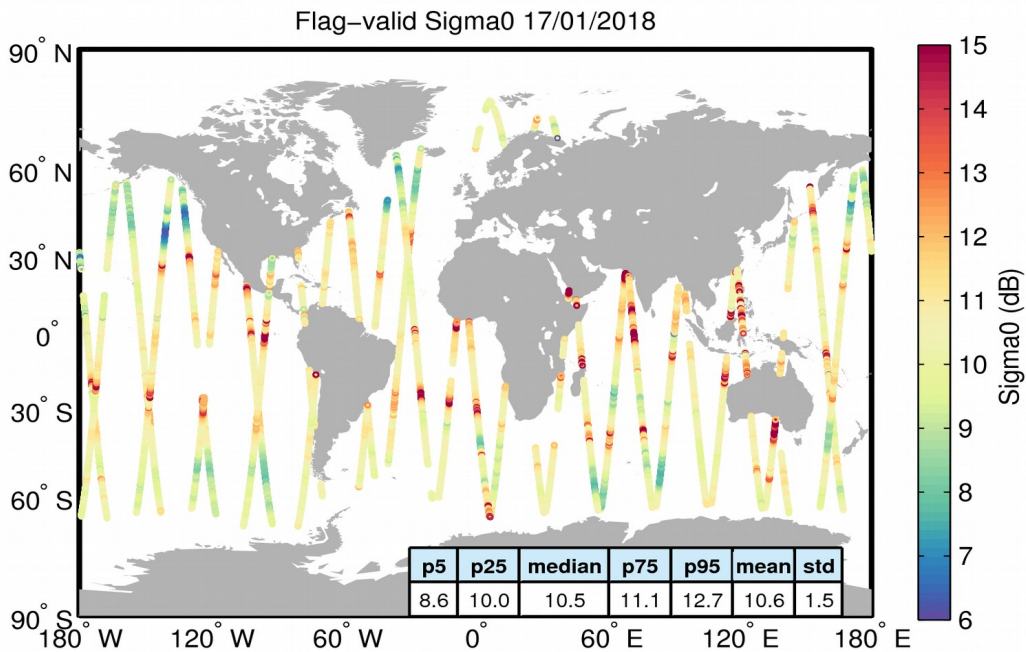 Flag−valid Sigma0 17/01/2018
90° N
60° N
30° N
0°
30° S
60° S
90° S
180° W
120° W
60° W
0°
60° E
120° E
180° E
p5 p25 median p75 p95 mean std
8.6 10.0 10.5 11.1 12.7 10.6 1.5
15
14
13
12
11
10
9
8
7
6
Sigma0 (dB)